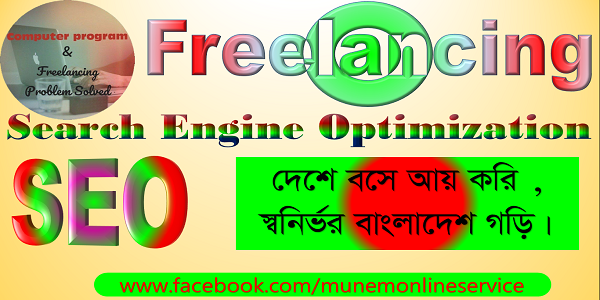 computer program
&
Freelancing
Problem Solved
Freelancing
Search Engine Optimization
SEO
দেশে বসে আয় করি ,
স্বনির্ভর বাংলাদেশ গড়ি।
www.facebook.com/munemonlineservice